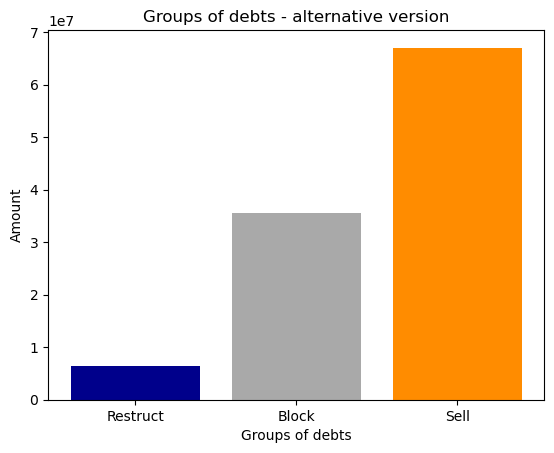 Groups of debts - alternative version
1e7
7
6
5
4
3
2
1
0
Amount
Restruct
Block
Sell
Groups of debts